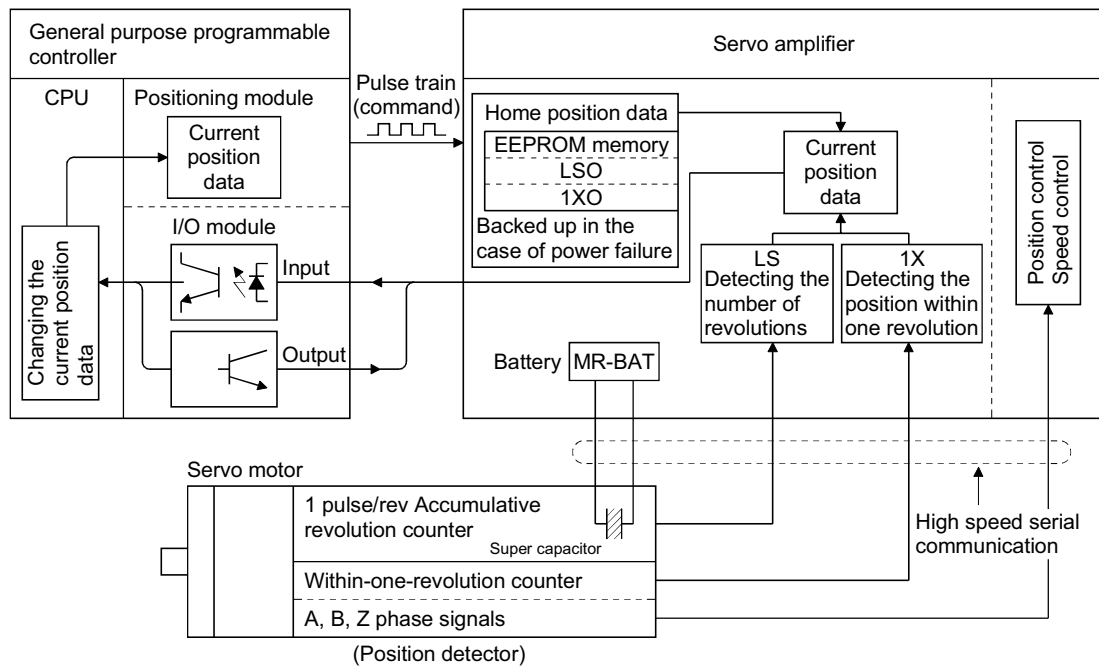 General purpose programmable
controller
CPU
Positioning module
Current
position
data
I/O module
Input
Output
Changing the
current position
data
Pulse train
(command)
Servo amplifier
Home position data
EEPROM memory
LSO
1XO
Backed up in the
case of power failure
Current
position
data
LS
Detecting the
number of
revolutions
1X
Detecting the
position within
one revolution
Position control
Speed control
Battery
MR-BAT
Servo motor
1 pulse/rev Accumulative
revolution counter
Super capacitor
Within-one-revolution counter
A, B, Z phase signals
(Position detector)
High speed serial
communication